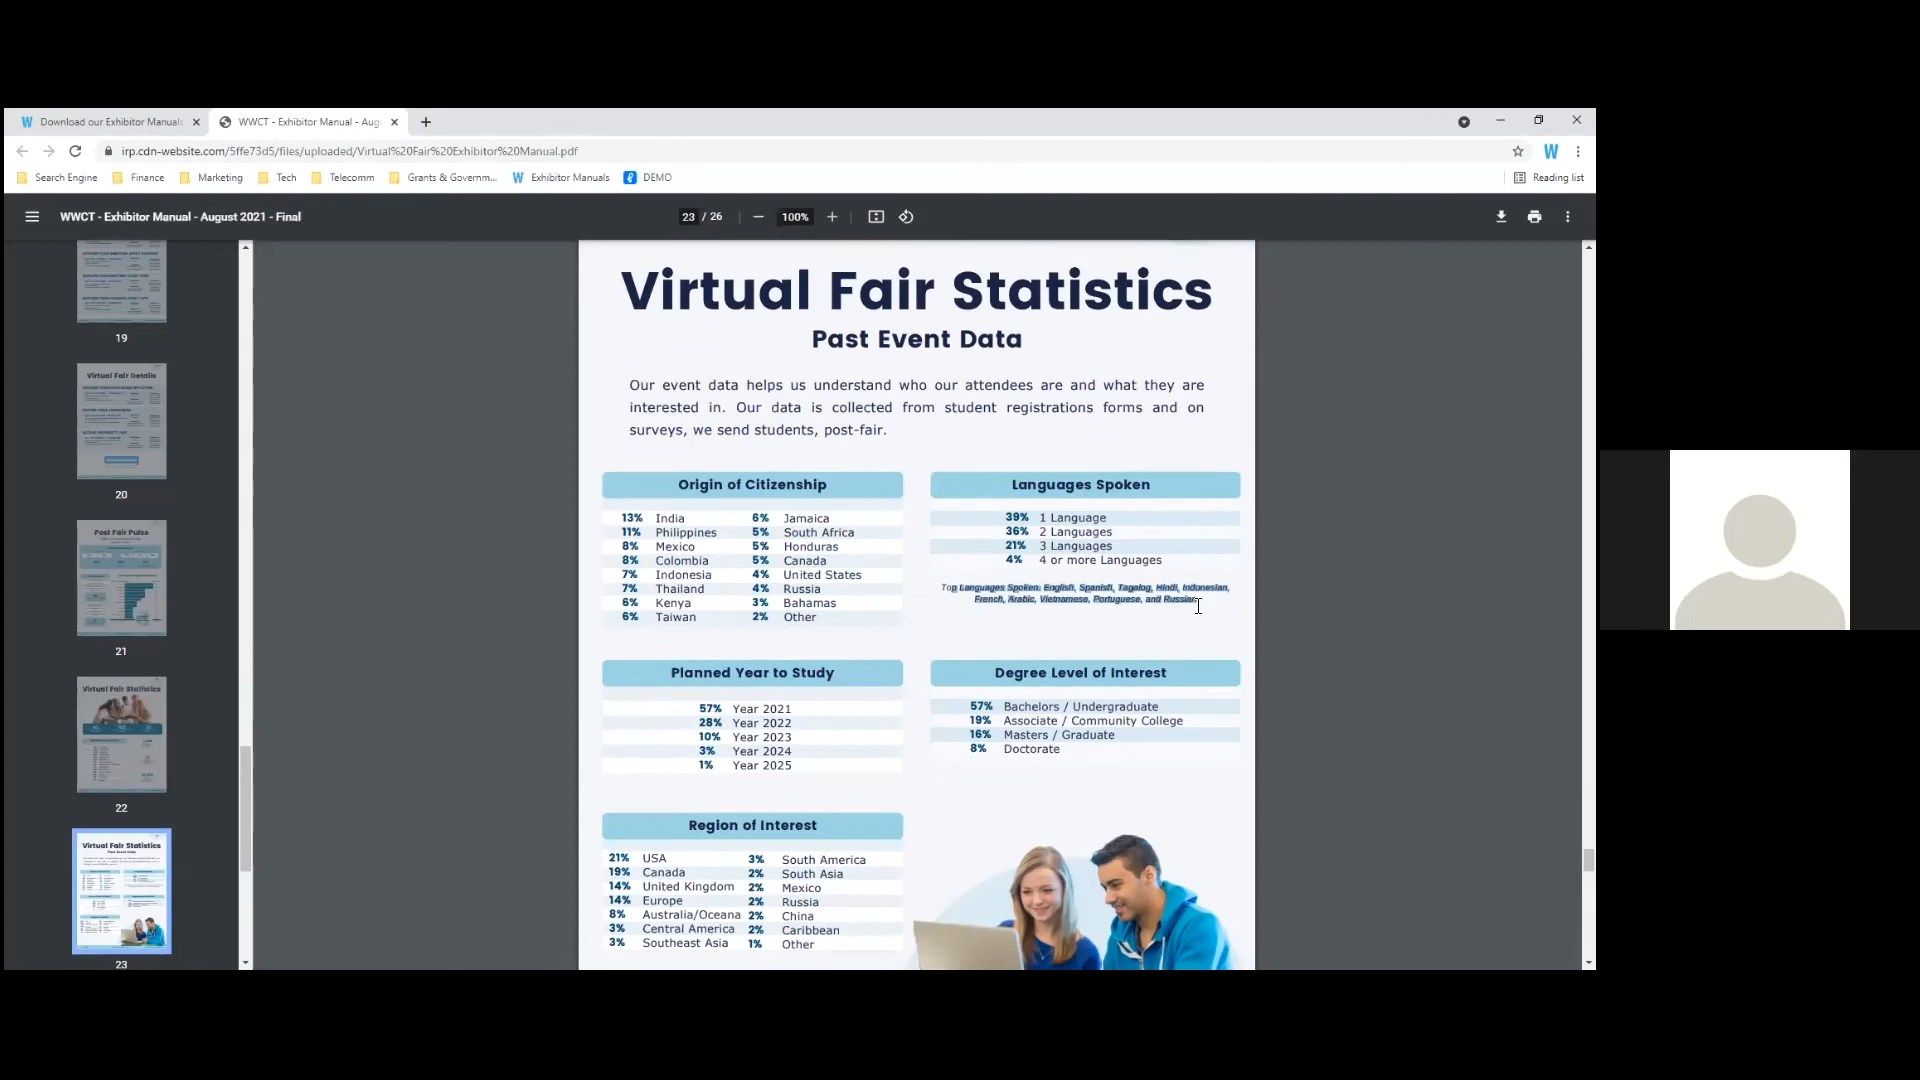 Download our Exhibitor Manuals
WWCT - Exhibitor Manual - Aug
irp.cdn-website.com/5ffe73d5/files/uploaded/Virtual%20Fair%20Exhibitor%20Manual.pdf
Search Engine
Finance
Marketing
Tech
Telecomm
Grants & Governm...
Exhibitor Manuals
DEMO
Reading list
WWCT - Exhibitor Manual - August 2021 - Final
23 / 26
100%
19
Virtual Fair Details
20
Post Fair Pulse
21
Virtual Fair Statistics
22
Virtual Fair Statistics
23
Virtual Fair Statistics
Past Event Data
Our event data helps us understand who our attendees are and what they are
interested in. Our data is collected from student registrations forms and on
surveys, we send students, post-fair.
Origin of Citizenship
13% India 6% Jamaica
11% Philippines 5% South Africa
8% Mexico 5% Honduras
8% Colombia 5% Canada
7% Indonesia 4% United States
7% Thailand 4% Russia
6% Kenya 3% Bahamas
6% Taiwan 2% Other
Languages Spoken
39% 1 Language
36% 2 Languages
21% 3 Languages
4% 4 or more Languages
Top Languages Spoken: English, Spanish, Tagalog, Hindi, Indonesian,
French, Arabic, Vietnamese, Portuguese, and Russian.
Planned Year to Study
57% Year 2021
28% Year 2022
10% Year 2023
3% Year 2024
1% Year 2025
Degree Level of Interest
57% Bachelors / Undergraduate
19% Associate / Community College
16% Masters / Graduate
8% Doctorate
Region of Interest
21% USA 3% South America
19% Canada 2% South Asia
14% United Kingdom 2% Mexico
14% Europe 2% Russia
8% Australia/Oceana 2% China
3% Central America 2% Caribbean
3% Southeast Asia 1% Other